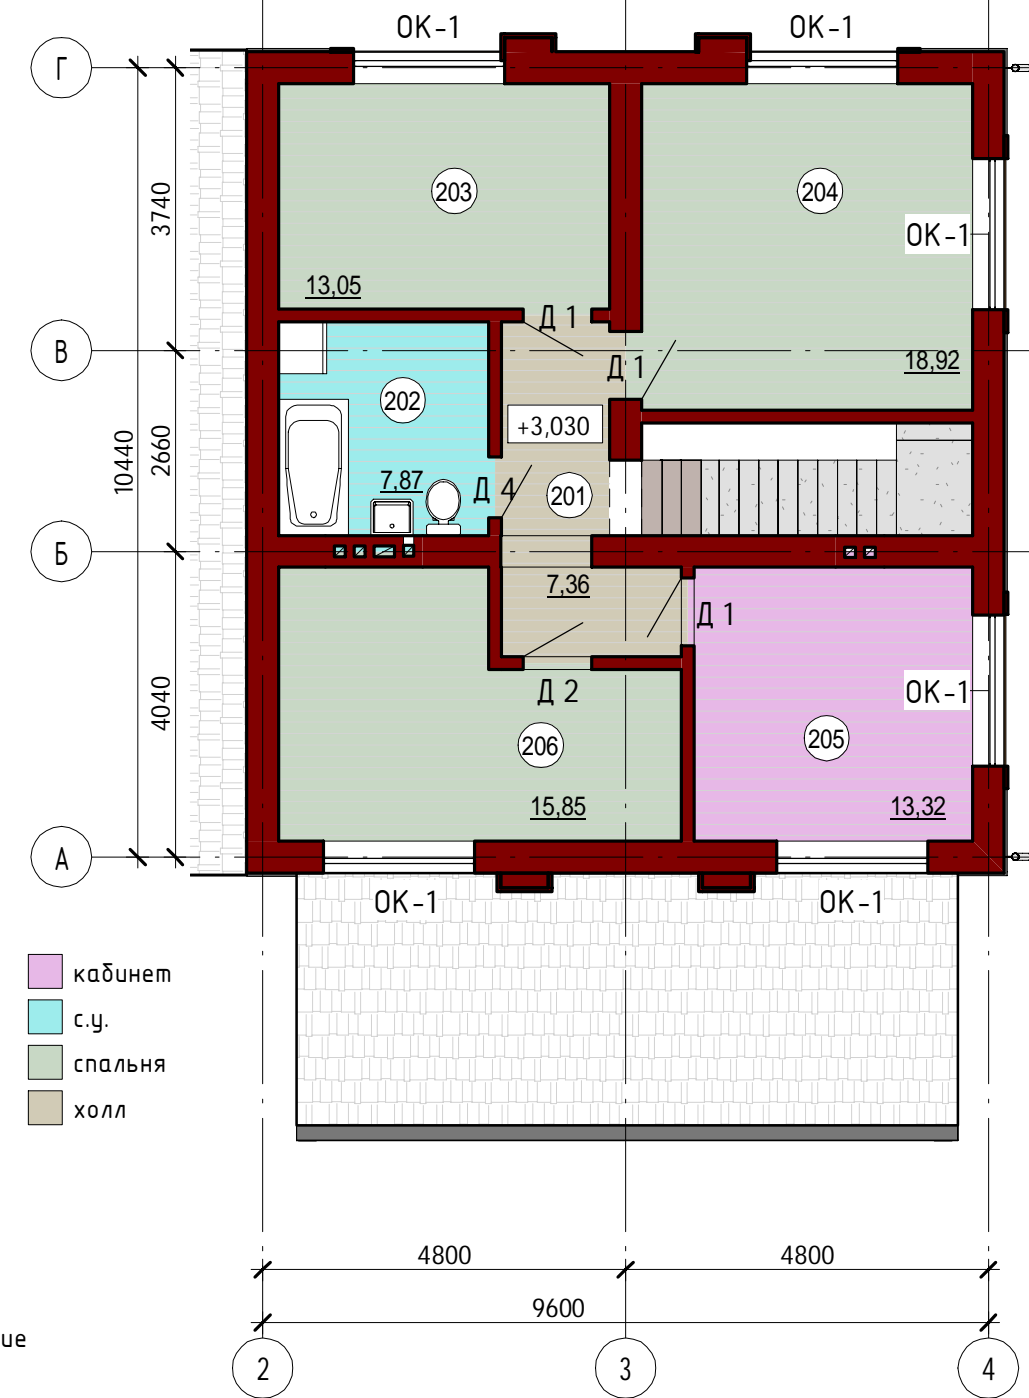 ОК-1
ОК-1
Г
3740
203
204
ОК-1
13,05
Д 1
В
Д 1
18,92
202
+3,030
10440
2660
7,87
Д 4
201
Б
7,36
Д 1
4040
Д 2
ОК-1
206
205
15,85
13,32
А
ОК-1
ОК-1
кабинет
с.у.
спальня
холл
4800
4800
9600
ие
2
3
4